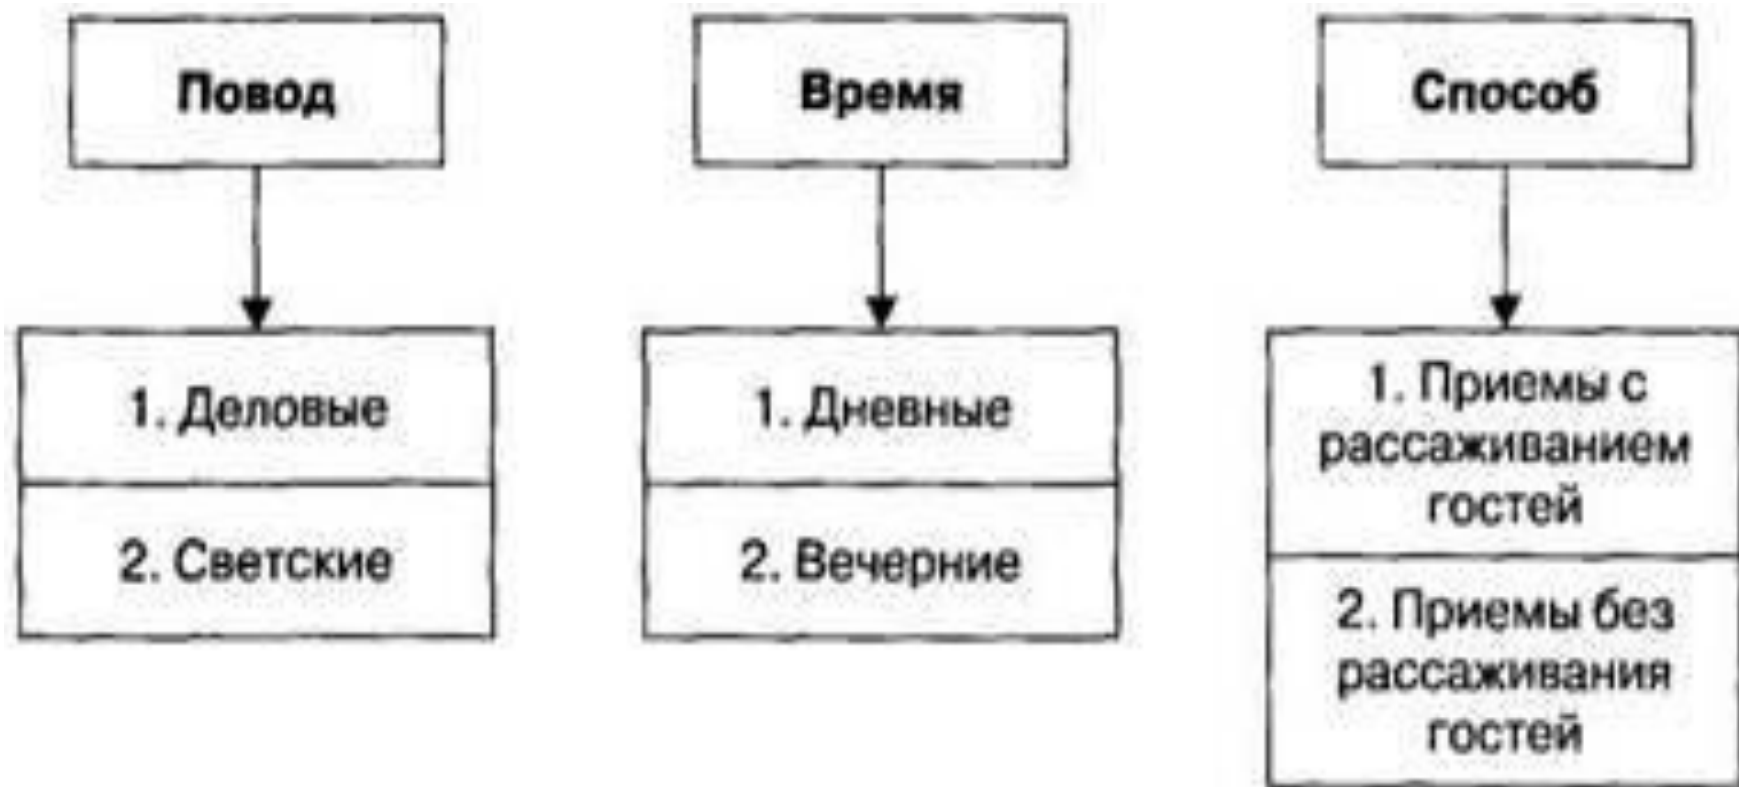 Повод
Время
Способ
1. Деловые
2. Светские
1. Дневные
2. Вечерние
1. Приемы с
рассаживанием
гостей
2. Приемы без
рассаживания
гостей